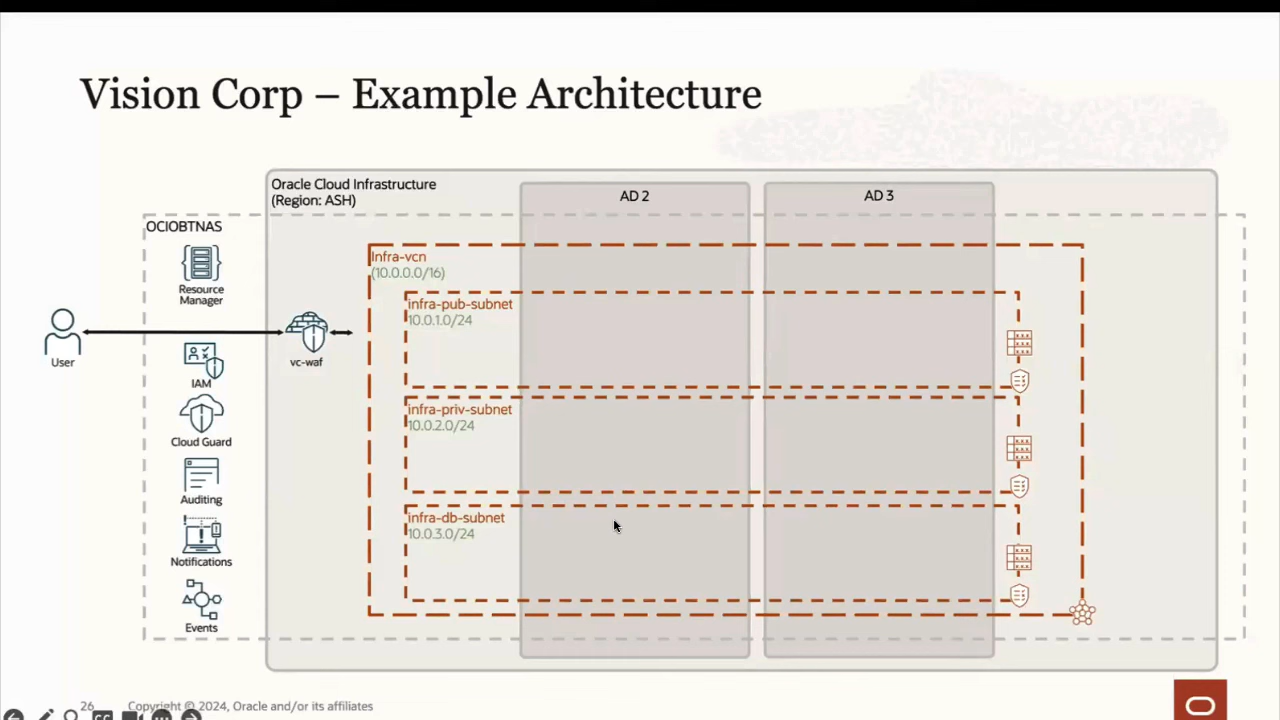 Vision Corp – Example Architecture
Oracle Cloud Infrastructure
(Region: ASH)
AD 2
AD 3
OCIOBTNAS
Resource
Manager
Infra-vcn
(10.0.0.0/16)
infra-pub-subnet
10.0.1.0/24
User
vc-waf
IAM
infra-priv-subnet
10.0.2.0/24
Cloud Guard
Auditing
infra-db-subnet
10.0.3.0/24
Notifications
Events
26
Copyright © 2024, Oracle and/or its affiliates
CC